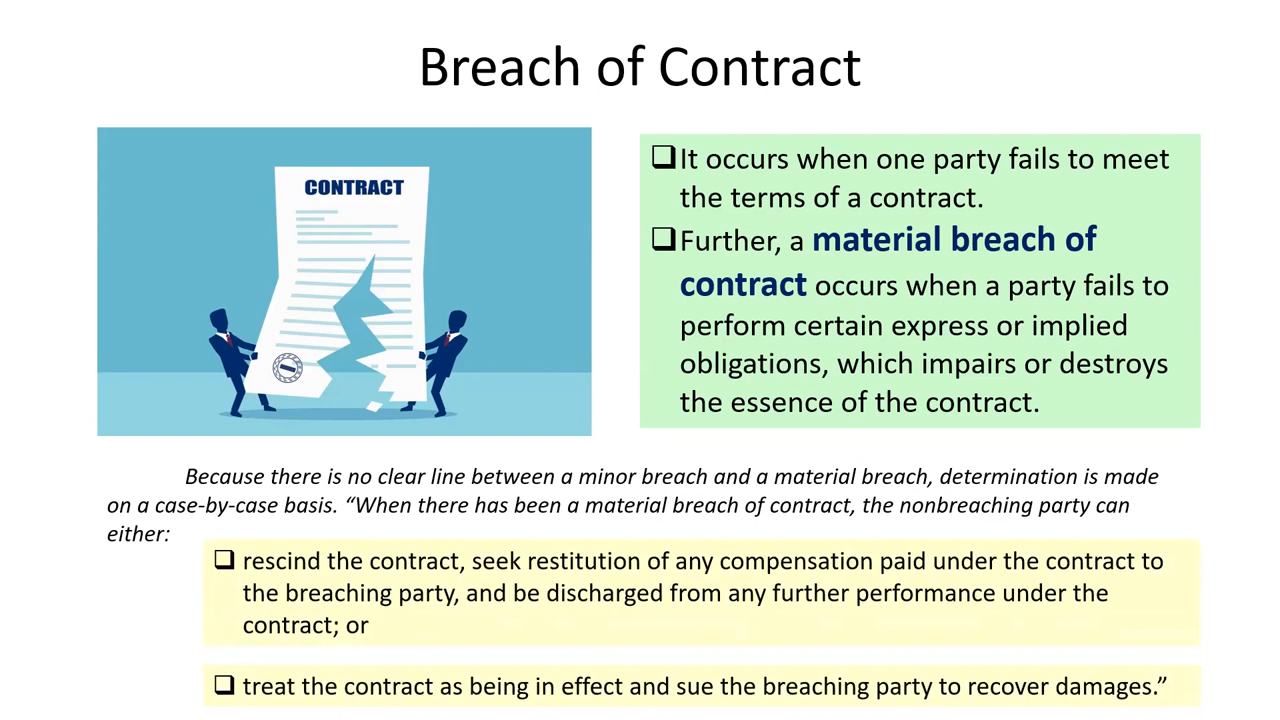 Breach of Contract
CONTRACT
❑It occurs when one party fails to meet
the terms of a contract.
❑Further, a material breach of
contract occurs when a party fails to
perform certain express or implied
obligations, which impairs or destroys
the essence of the contract.
Because there is no clear line between a minor breach and a material breach, determination is made
on a case-by-case basis. “When there has been a material breach of contract, the nonbreaching party can
either:
❑ rescind the contract, seek restitution of any compensation paid under the contract to
the breaching party, and be discharged from any further performance under the
contract; or
❑ treat the contract as being in effect and sue the breaching party to recover damages.”